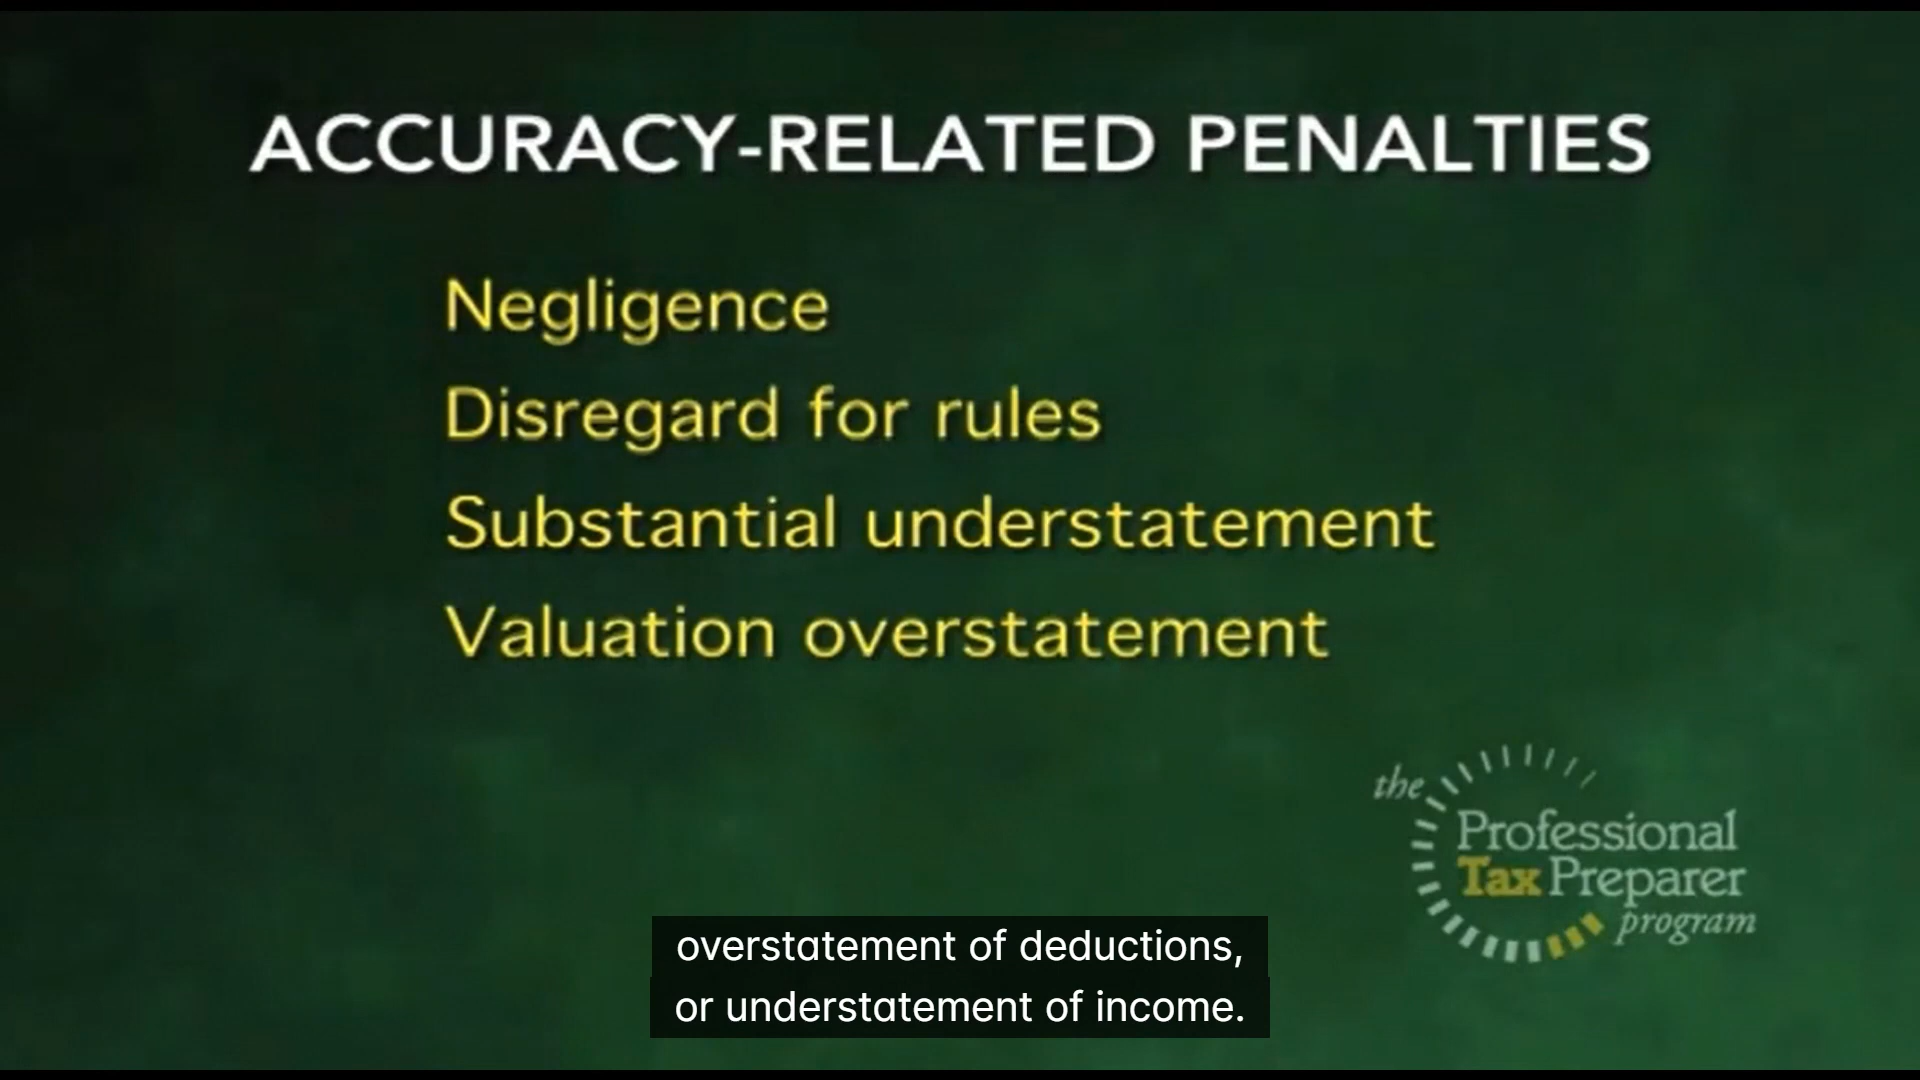 ACCURACY-RELATED PENALTIES
Negligence
Disregard for rules
Substantial understatement
Valuation overstatement
the
Professional
Tax Preparer
program
overstatement of deductions,
or understatement of income.